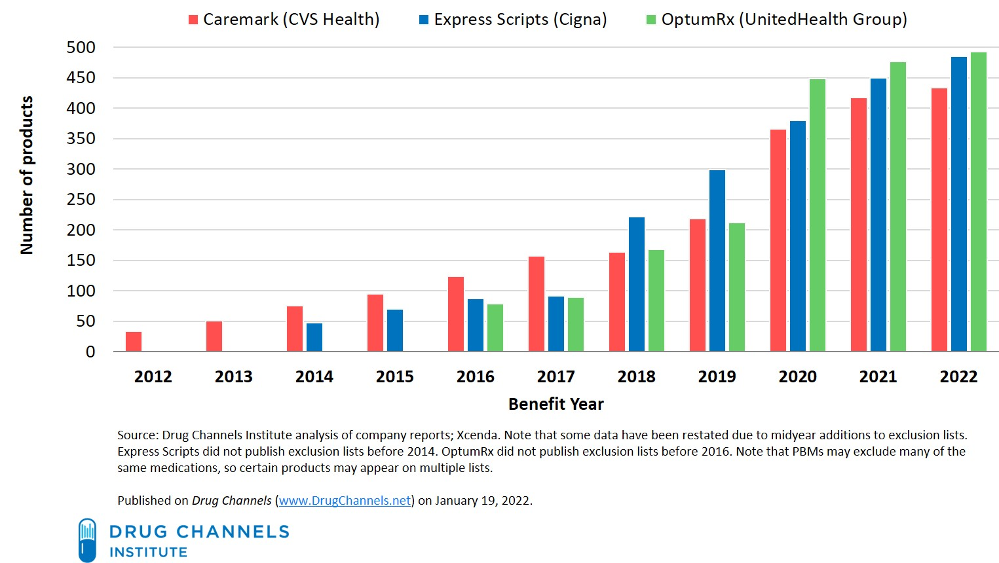 Caremark (CVS Health) Express Scripts (Cigna) OptumRx (UnitedHealth Group)
Number of products
500
450
400
350
300
250
200
150
100
50
0
2012 2013 2014 2015 2016 2017 2018 2019 2020 2021 2022
Benefit Year
Source: Drug Channels Institute analysis of company reports; Xcenda. Note that some data have been restated due to midyear additions to exclusion lists.
Express Scripts did not publish exclusion lists before 2014. OptumRx did not publish exclusion lists before 2016. Note that PBMs may exclude many of the
same medications, so certain products may appear on multiple lists.
Published on Drug Channels (www.DrugChannels.net) on January 19, 2022.
DRUG CHANNELS
INSTITUTE